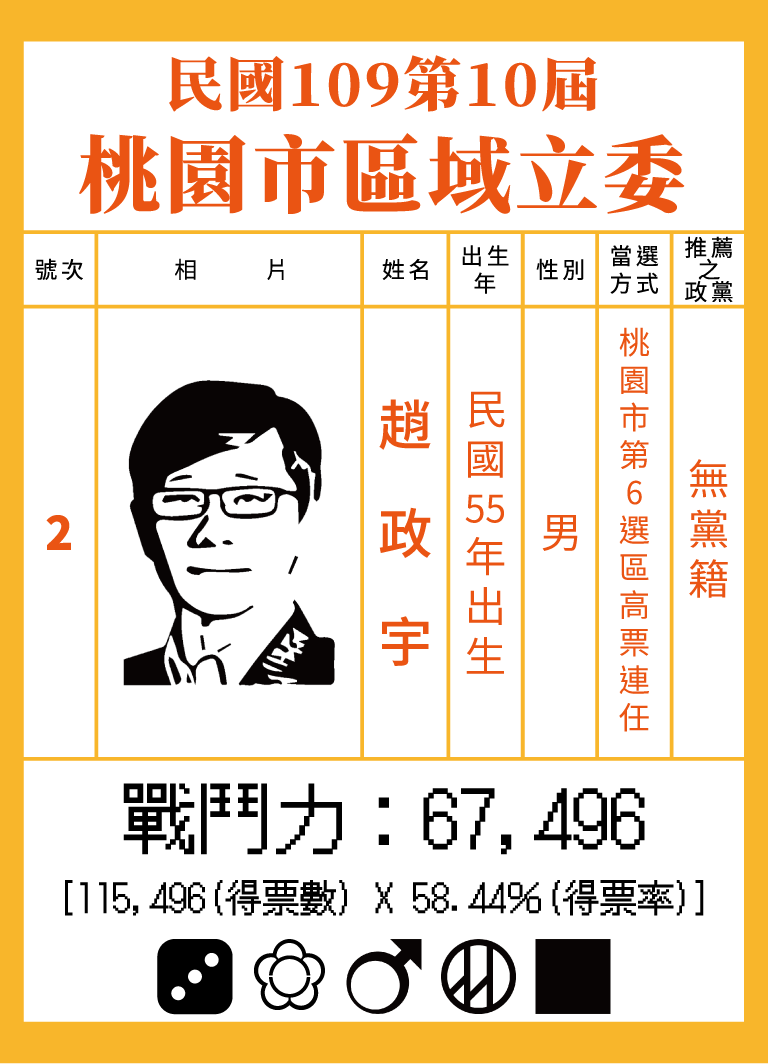 民國109第10屆
桃園市區域立委
號次
相 片
姓名
出生
年
性別
當選
方式
推薦
之
政黨
2
趙政宇
民國55年出生
男
桃園市第6選區高票連任
無黨籍
戰鬥力：67,496
[115,496(得票數) X 58.44%(得票率)]